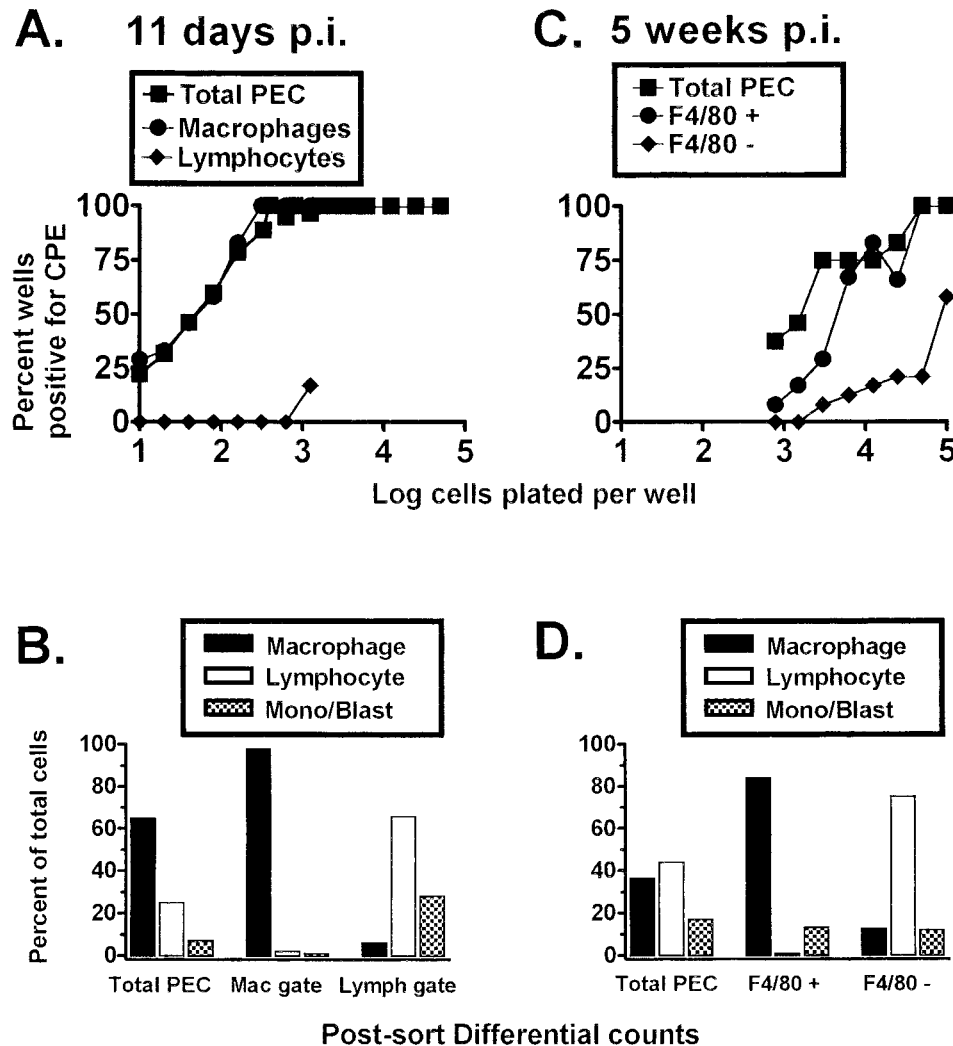 A. 11 days p.i.
Total PEC
Macrophages
Lymphocytes
Percent wells
positive for CPE
100
75
50
25
0
1 2 3 4 5
C. 5 weeks p.i.
Total PEC
F4/80 +
F4/80 -
100
75
50
25
0
1 2 3 4 5
Log cells plated per well
B.
Macrophage
Lymphocyte
Mono/Blast
Percent of total cells
100
80
60
40
20
0
Total PEC Mac gate Lymph gate
D.
Macrophage
Lymphocyte
Mono/Blast
100
80
60
40
20
0
Total PEC F4/80 + F4/80 -
Post-sort Differential counts